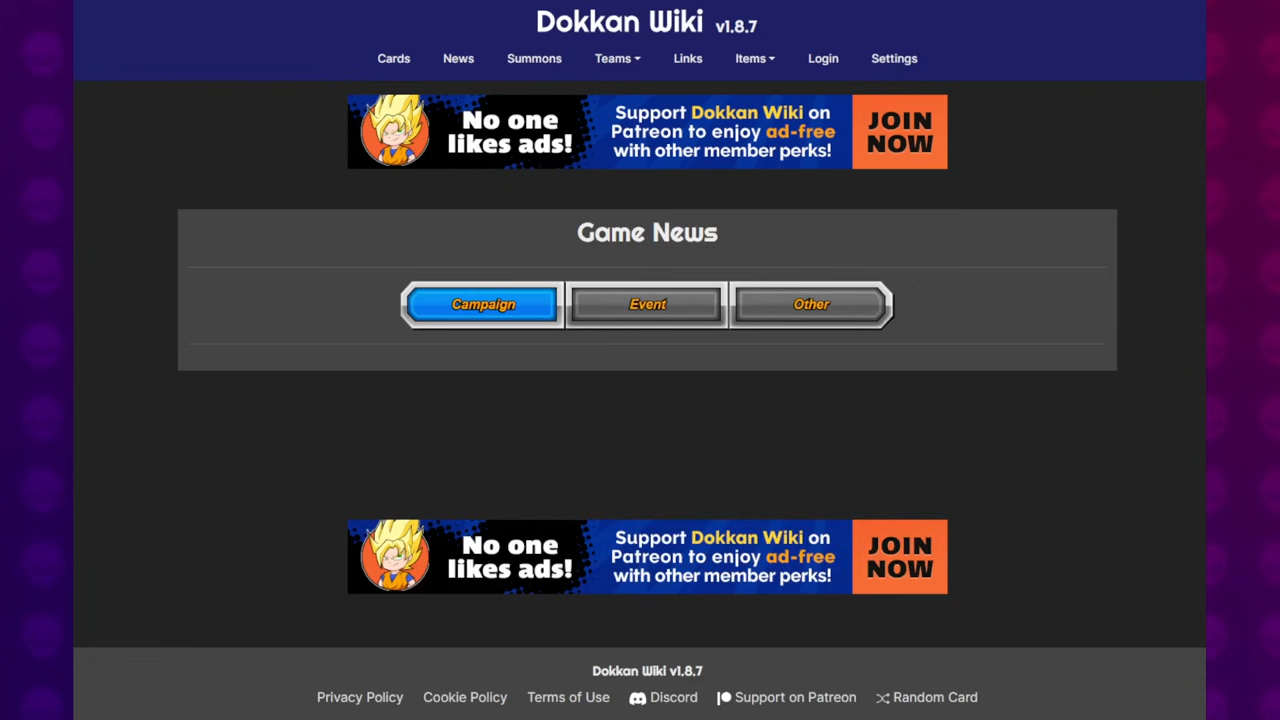 Dokkan Wiki v1.8.7
Cards News Summons Teams Links Items Login Settings
No one
likes ads!
Support Dokkan Wiki on
Patreon to enjoy ad-free
with other member perks!
JOIN
NOW
Game News
Campaign Event Other
No one
likes ads!
Support Dokkan Wiki on
Patreon to enjoy ad-free
with other member perks!
JOIN
NOW
Dokkan Wiki v1.8.7
Privacy Policy Cookie Policy Terms of Use Discord Support on Patreon Random Card